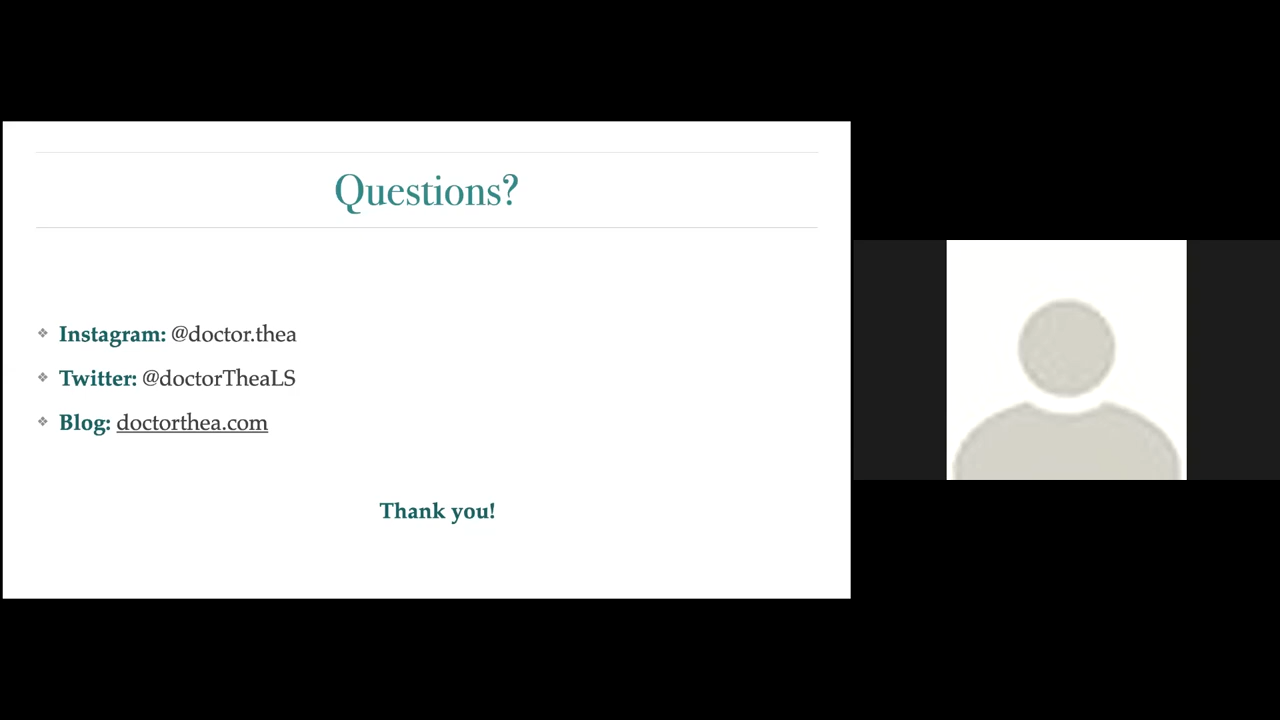 Questions?
❖ Instagram: @doctor.thea
❖ Twitter: @doctorTheaLS
❖ Blog: doctorthea.com
Thank you!